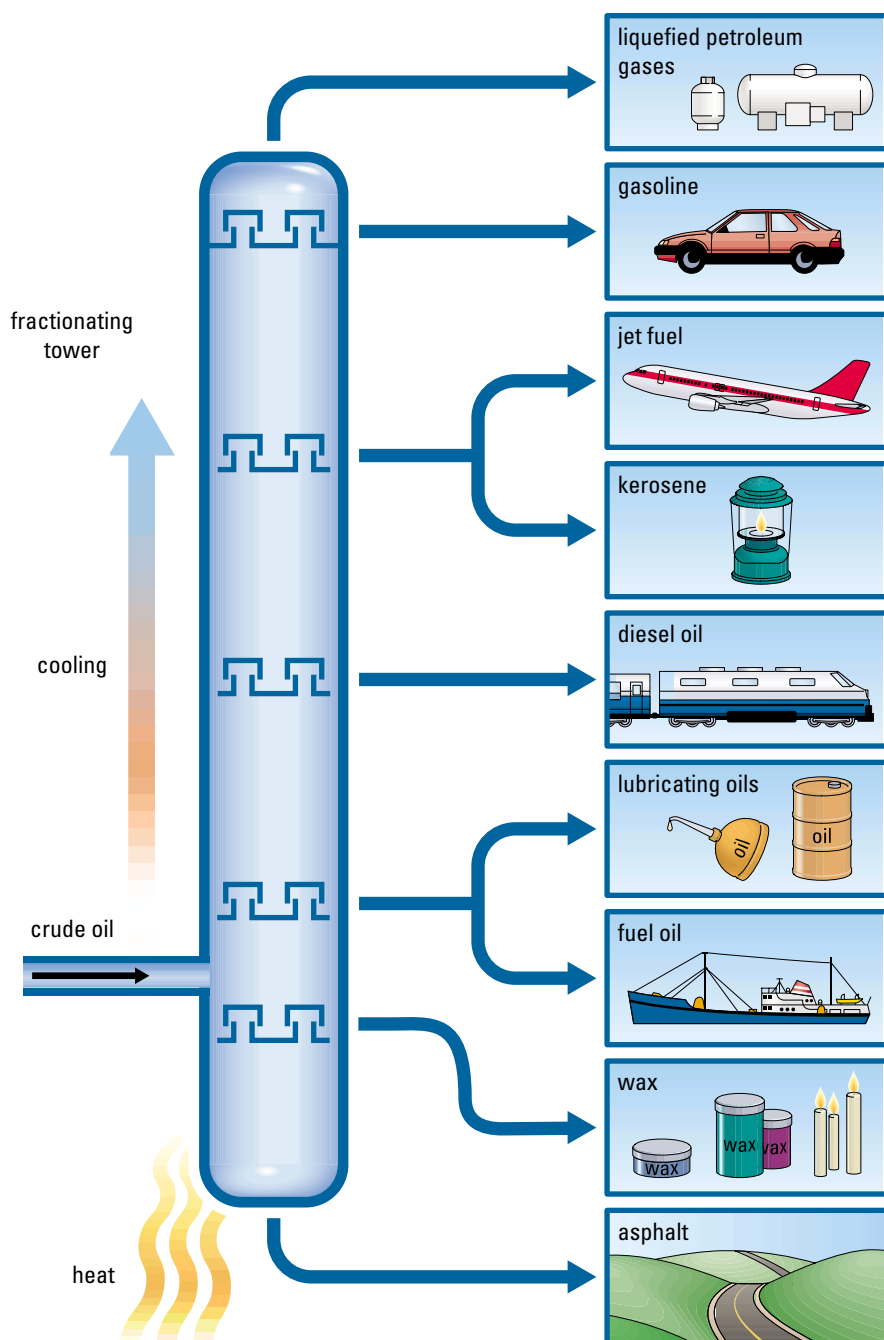 liquefied petroleum
gases
gasoline
fractionating
tower
jet fuel
kerosene
cooling
diesel oil
lubricating oils
oil
oil
crude oil
fuel oil
wax
wax
wax
wax
heat
asphalt